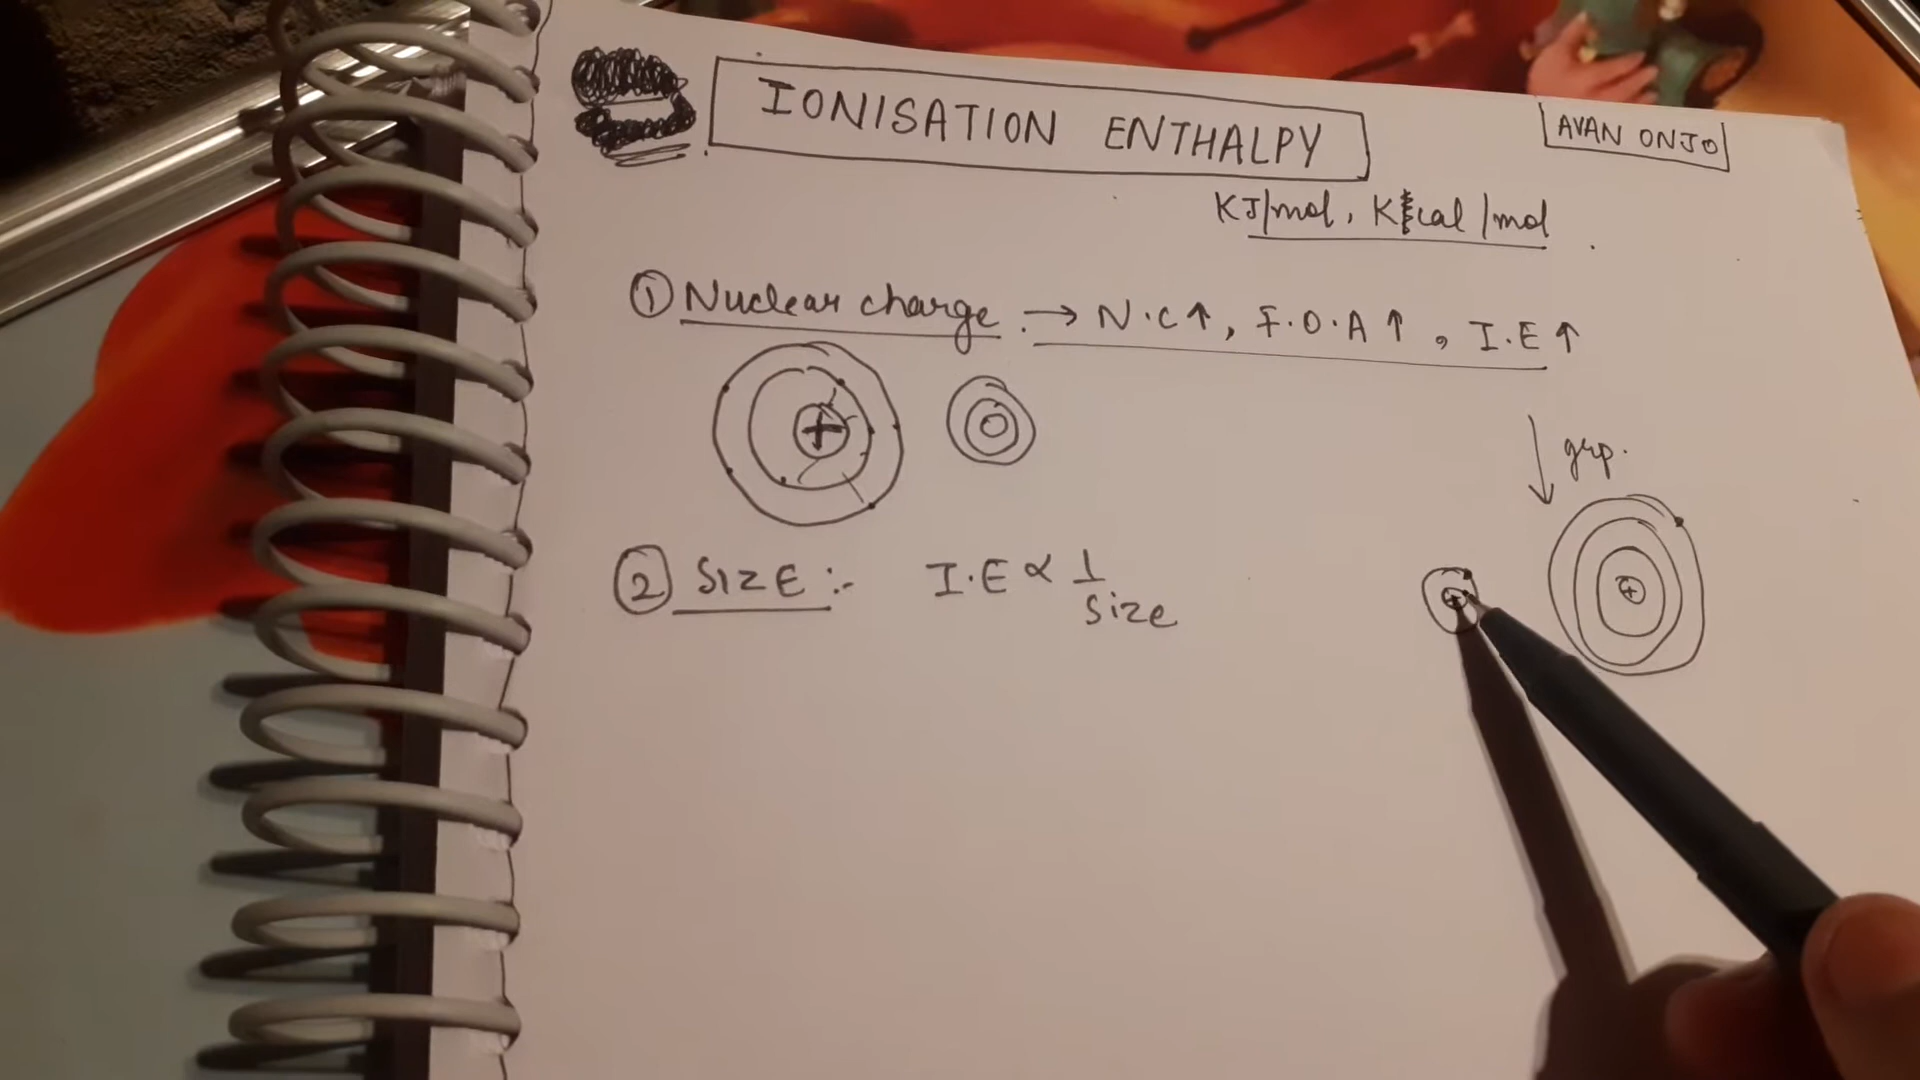 IONISATION ENTHALPY
AVAN ONJO
KJ/mol, Kcal/mol
① Nuclear charge → N.C↑, F.O.A↑, I.E↑
+
↓ grp.
② SIZE :- I.E ∝ 1/size
+
+